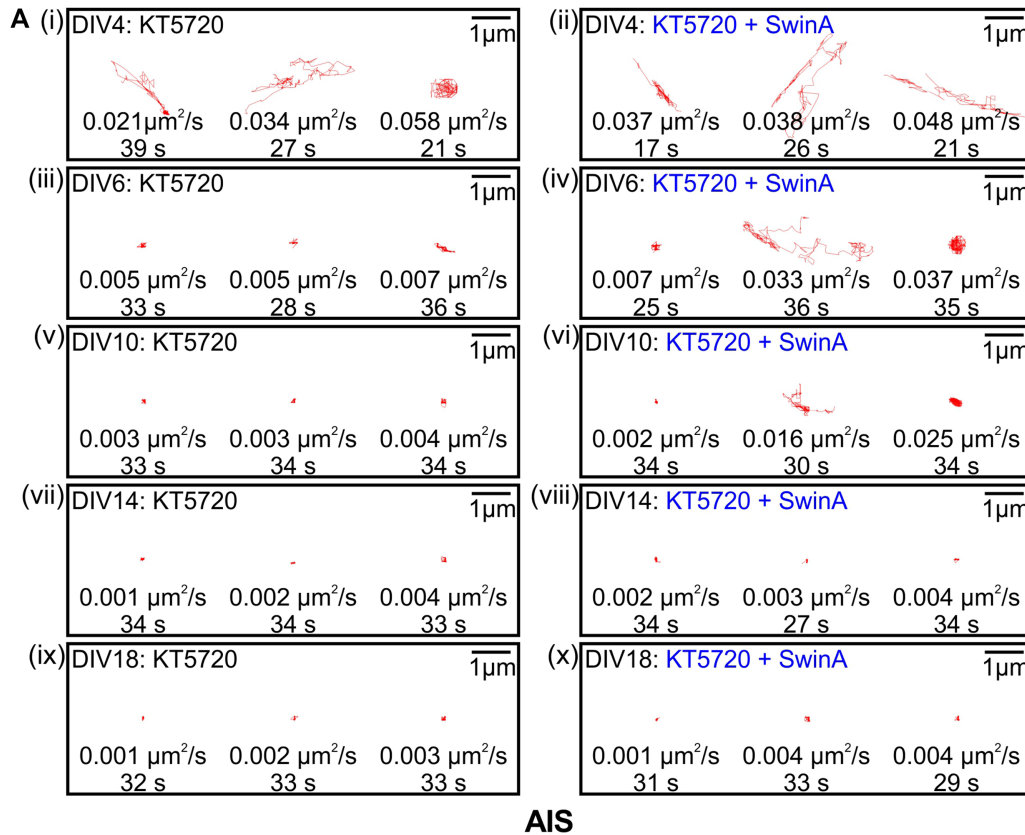 A (i) DIV4: KT5720 1μm
0.021μm²/s 0.034 μm²/s 0.058 μm²/s
39 s 27 s 21 s
(ii) DIV4: KT5720 + SwinA 1μm
0.037μm²/s 0.038 μm²/s 0.048 μm²/s
17 s 26 s 21 s
(iii) DIV6: KT5720 1μm
0.005 μm²/s 0.005 μm²/s 0.007 μm²/s
33 s 28 s 36 s
(iv) DIV6: KT5720 + SwinA 1μm
0.007 μm²/s 0.033 μm²/s 0.037 μm²/s
25 s 36 s 35 s
(v) DIV10: KT5720 1μm
0.003 μm²/s 0.003 μm²/s 0.004 μm²/s
33 s 34 s 34 s
(vi) DIV10: KT5720 + SwinA 1μm
0.002 μm²/s 0.016 μm²/s 0.025 μm²/s
34 s 30 s 34 s
(vii) DIV14: KT5720 1μm
0.001 μm²/s 0.002 μm²/s 0.004 μm²/s
34 s 34 s 33 s
(viii) DIV14: KT5720 + SwinA 1μm
0.002 μm²/s 0.003 μm²/s 0.004 μm²/s
34 s 27 s 34 s
(ix) DIV18: KT5720 1μm
0.001 μm²/s 0.002 μm²/s 0.003 μm²/s
32 s 33 s 33 s
(x) DIV18: KT5720 + SwinA 1μm
0.001 μm²/s 0.004 μm²/s 0.004 μm²/s
31 s 33 s 29 s
AIS